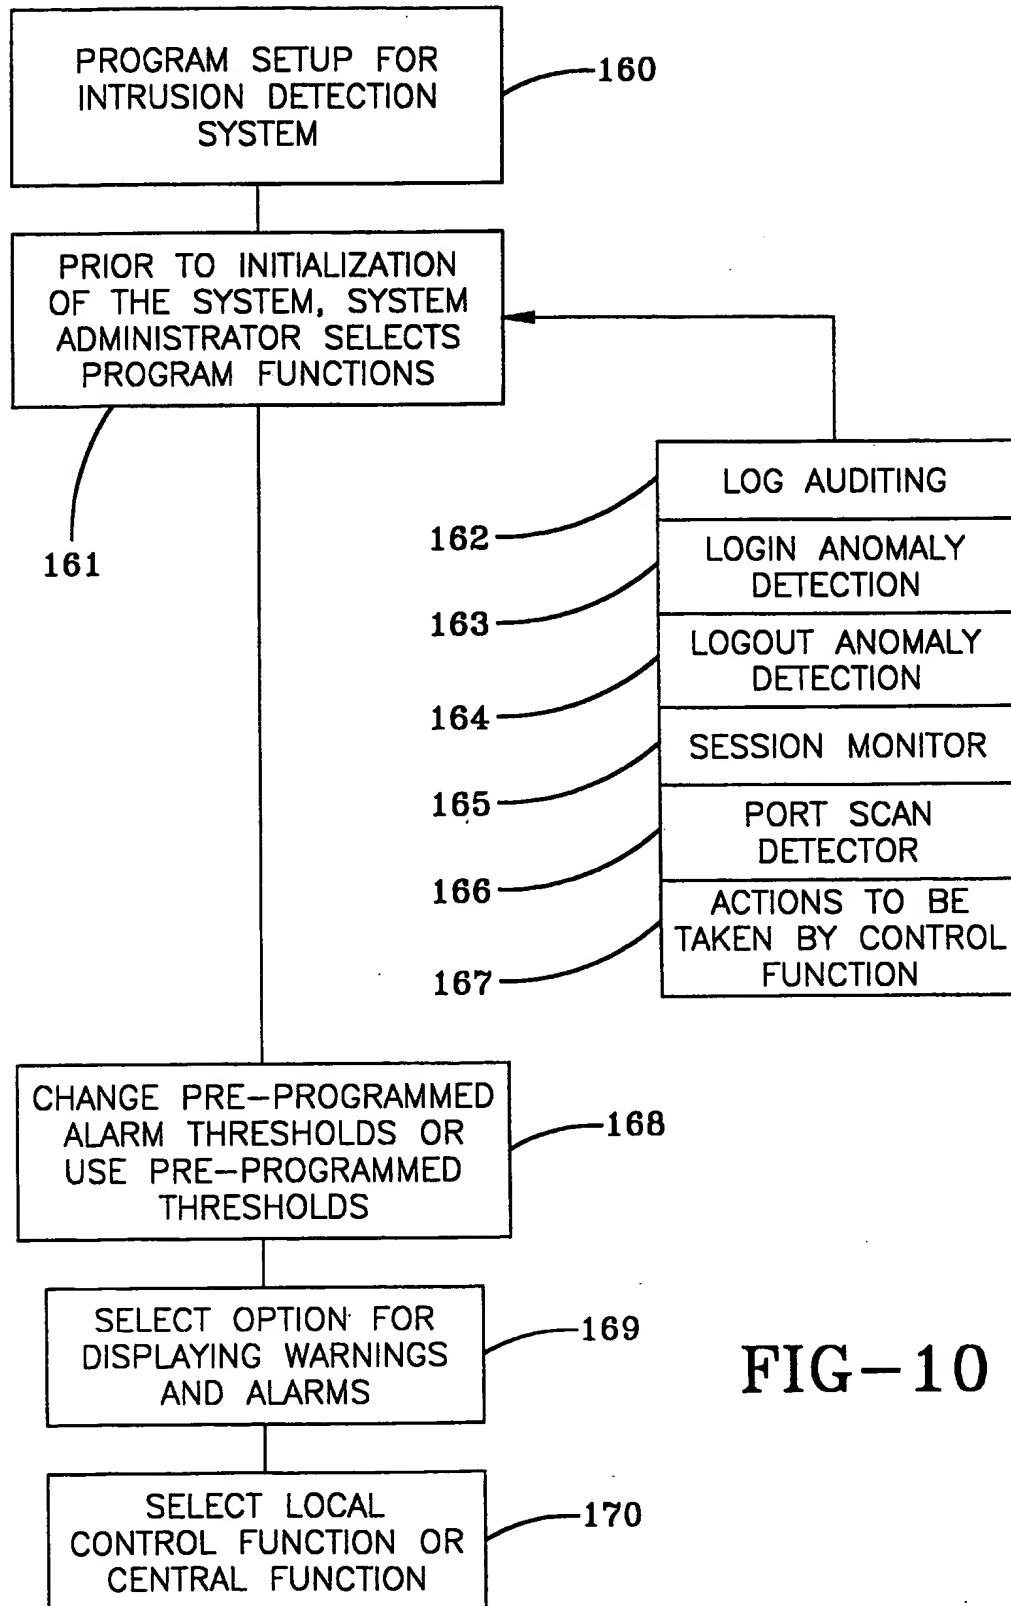 PROGRAM SETUP FOR
INTRUSION DETECTION
SYSTEM
160
PRIOR TO INITIALIZATION
OF THE SYSTEM, SYSTEM
ADMINISTRATOR SELECTS
PROGRAM FUNCTIONS
161
LOG AUDITING
162
LOGIN ANOMALY
DETECTION
163
LOGOUT ANOMALY
DETECTION
164
SESSION MONITOR
165
PORT SCAN
DETECTOR
166
ACTIONS TO BE
TAKEN BY CONTROL
FUNCTION
167
CHANGE PRE-PROGRAMMED
ALARM THRESHOLDS OR
USE PRE-PROGRAMMED
THRESHOLDS
168
SELECT OPTION FOR
DISPLAYING WARNINGS
AND ALARMS
169
FIG-10
SELECT LOCAL
CONTROL FUNCTION OR
CENTRAL FUNCTION
170